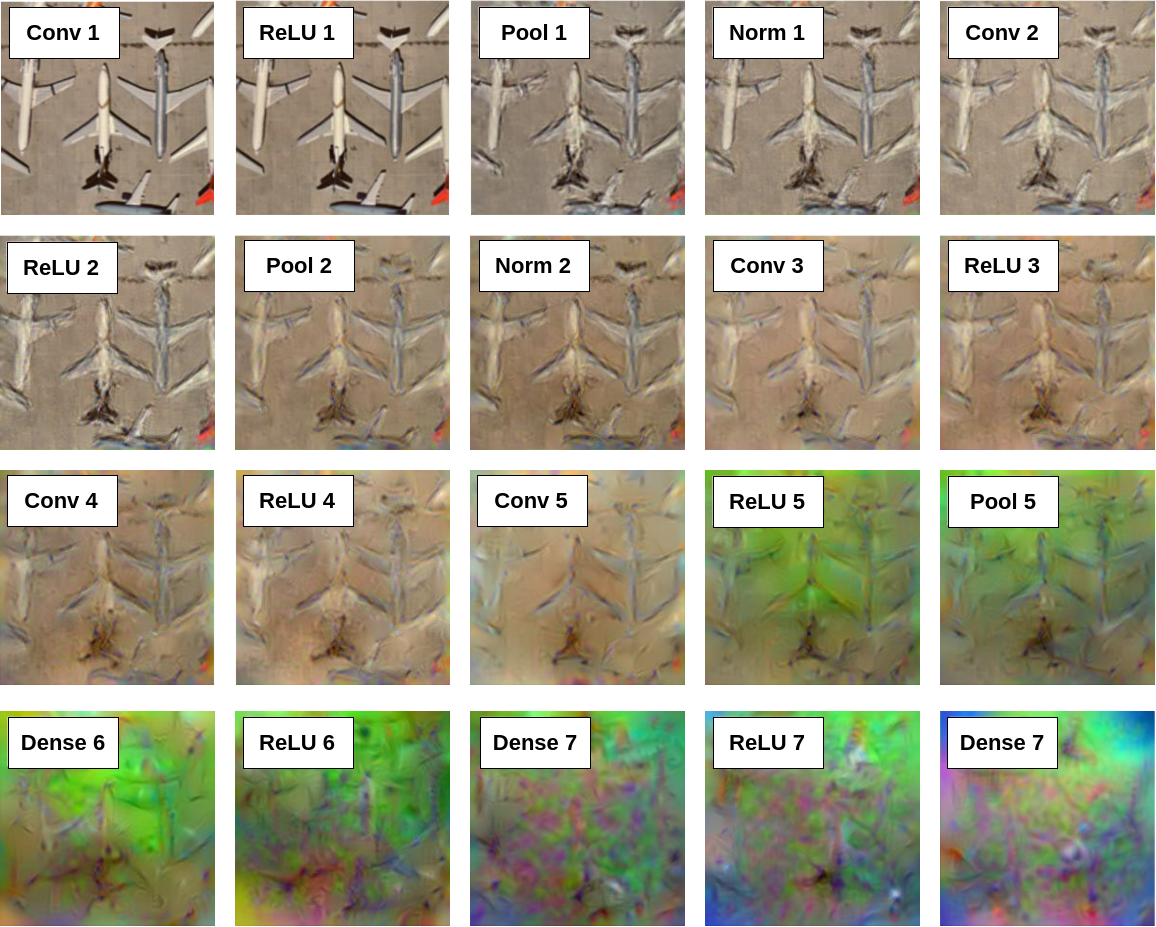 Conv 1
ReLU 1
Pool 1
Norm 1
Conv 2
ReLU 2
Pool 2
Norm 2
Conv 3
ReLU 3
Conv 4
ReLU 4
Conv 5
ReLU 5
Pool 5
Dense 6
ReLU 6
Dense 7
ReLU 7
Dense 7